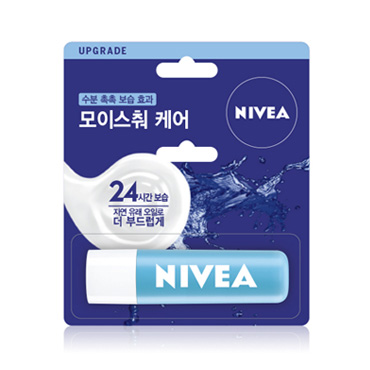 UPGRADE
수분 촉촉 보습 효과
모이스춰 케어
NIVEA
24시간 보습
자연 유래 오일로
더 부드럽게
NIVEA